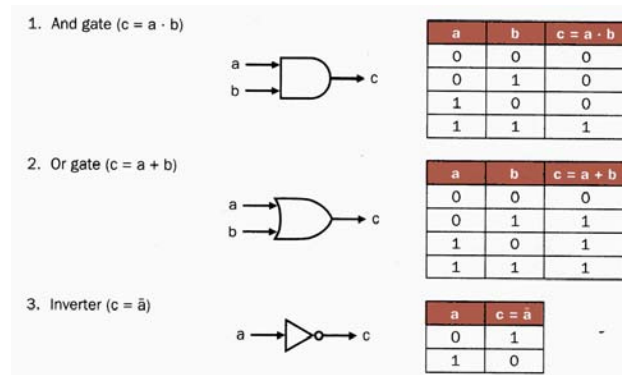 1. And gate (c = a · b)
a
b
c
a b c = a · b
0 0 0
0 1 0
1 0 0
1 1 1
2. Or gate (c = a + b)
a
b
c
a b c = a + b
0 0 0
0 1 1
1 0 1
1 1 1
3. Inverter (c = ā)
a
c
a c = ā
0 1
1 0